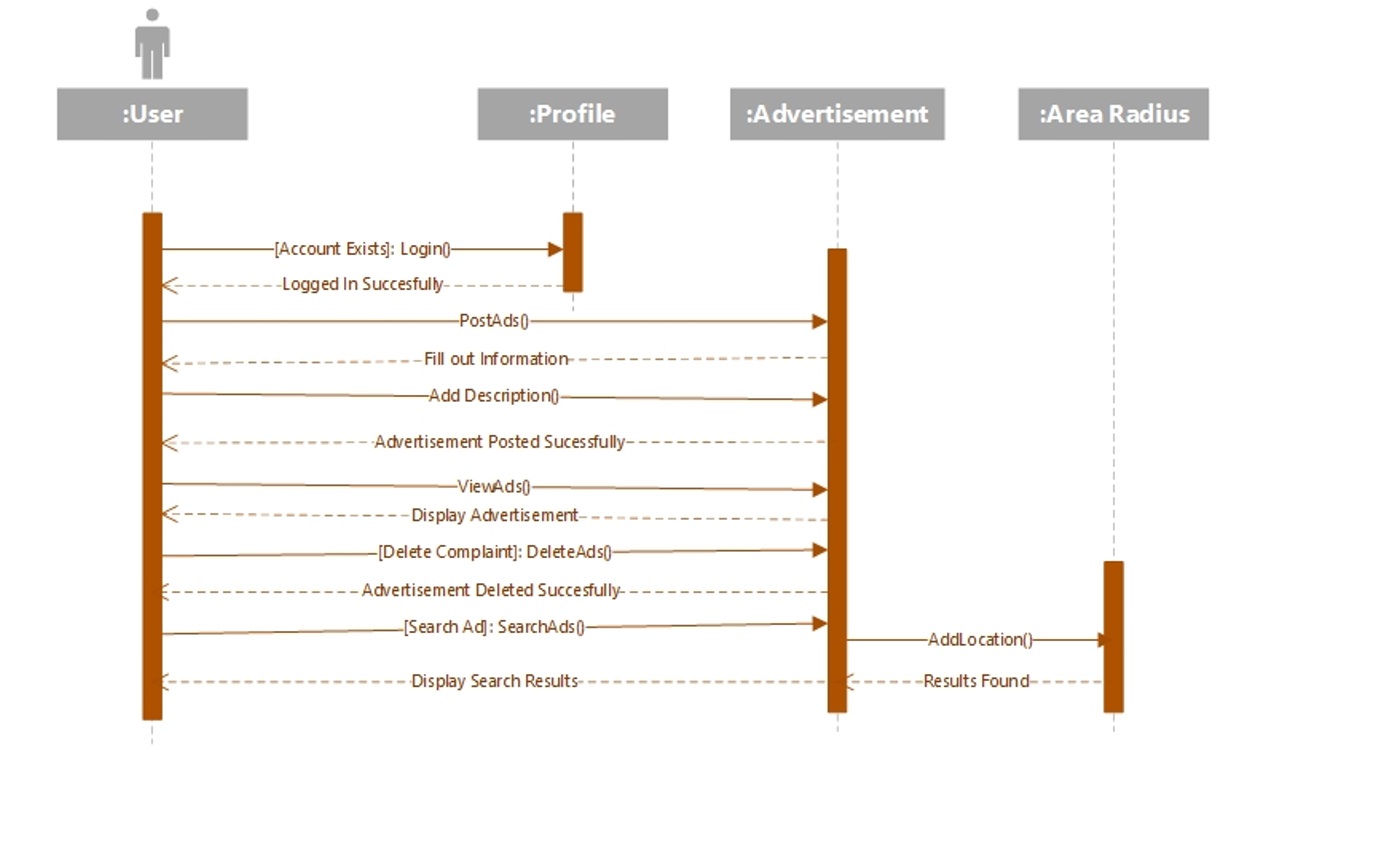 :User
:Profile
:Advertisement
:Area Radius
[Account Exists]: Login()
Logged In Succesfully
PostAds()
Fill out Information
Add Description()
Advertisement Posted Sucessfully
ViewAds()
Display Advertisement
[Delete Complaint]: DeleteAds()
Advertisement Deleted Succesfully
[Search Ad]: SearchAds()
AddLocation()
Display Search Results
Results Found